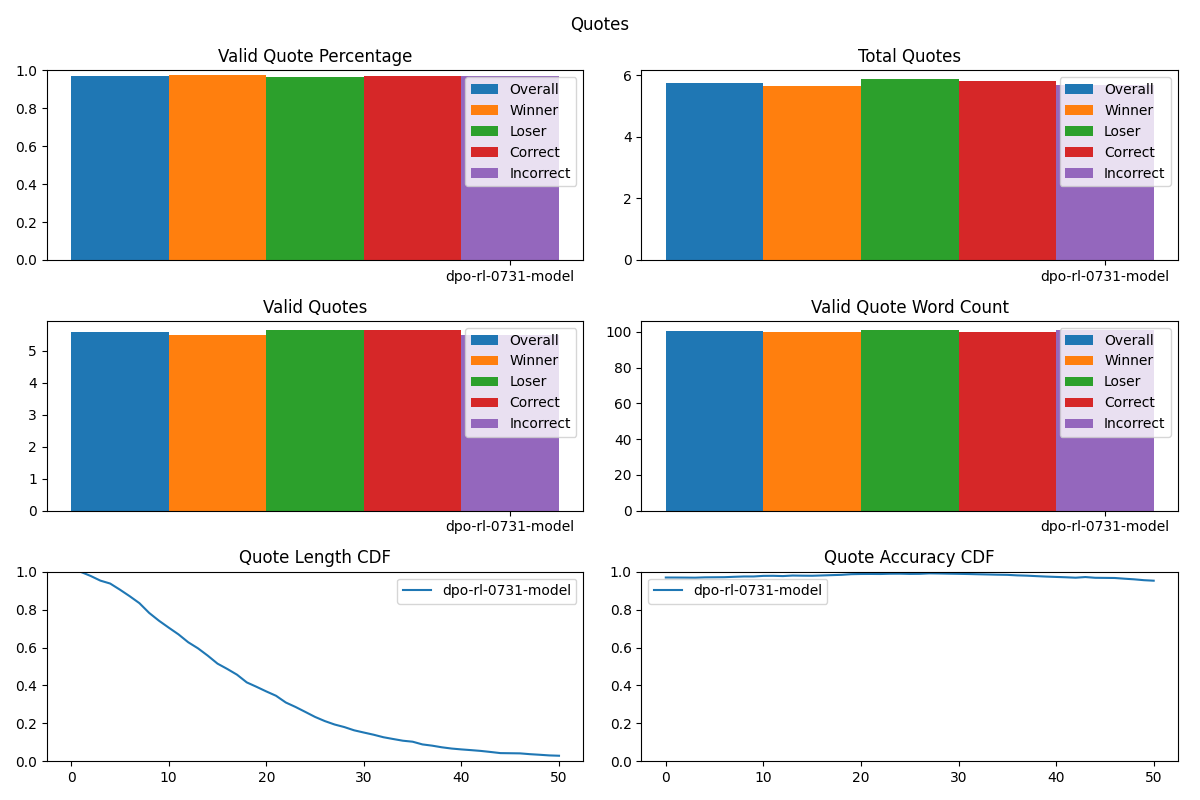 Quotes
Valid Quote Percentage
1.0
0.8
0.6
0.4
0.2
0.0
Overall
Winner
Loser
Correct
Incorrect
dpo-rl-0731-model
Total Quotes
6
4
2
0
Overall
Winner
Loser
Correct
Incorrect
dpo-rl-0731-model
Valid Quotes
5
4
3
2
1
0
Overall
Winner
Loser
Correct
Incorrect
dpo-rl-0731-model
Valid Quote Word Count
100
80
60
40
20
0
Overall
Winner
Loser
Correct
Incorrect
dpo-rl-0731-model
Quote Length CDF
1.0
0.8
0.6
0.4
0.2
0.0
dpo-rl-0731-model
0 10 20 30 40 50
Quote Accuracy CDF
1.0
0.8
0.6
0.4
0.2
0.0
dpo-rl-0731-model
0 10 20 30 40 50